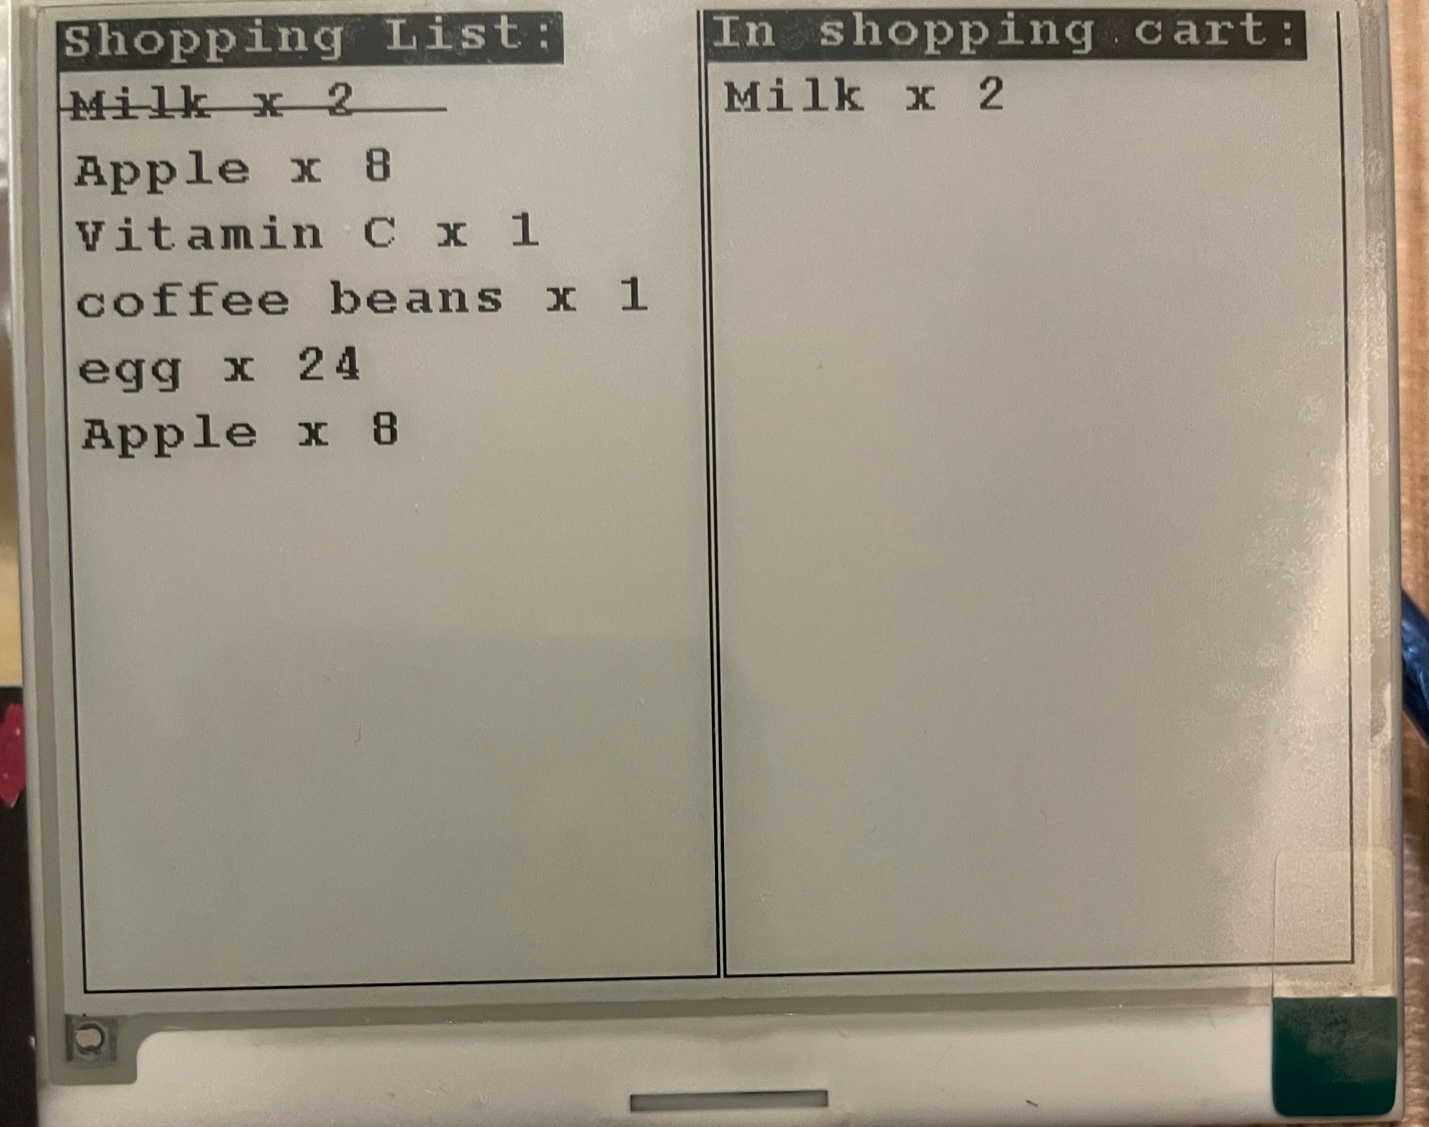 Shopping List:
Milk x 2
Apple x 8
Vitamin C x 1
coffee beans x 1
egg x 24
Apple x 8
In shopping cart:
Milk x 2